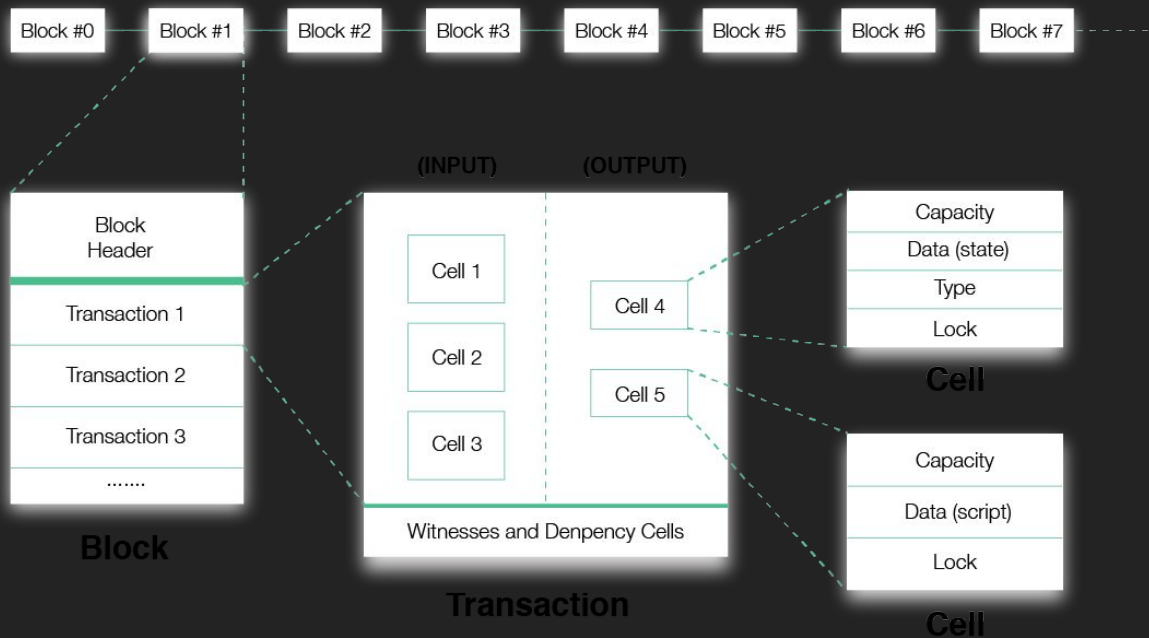 Block #0
Block #1
Block #2
Block #3
Block #4
Block #5
Block #6
Block #7
Block
Header
Transaction 1
Transaction 2
Transaction 3
.......
Block
(INPUT)
(OUTPUT)
Cell 1
Cell 2
Cell 3
Cell 4
Cell 5
Witnesses and Denpency Cells
Transaction
Capacity
Data (state)
Type
Lock
Cell
Capacity
Data (script)
Lock
Cell